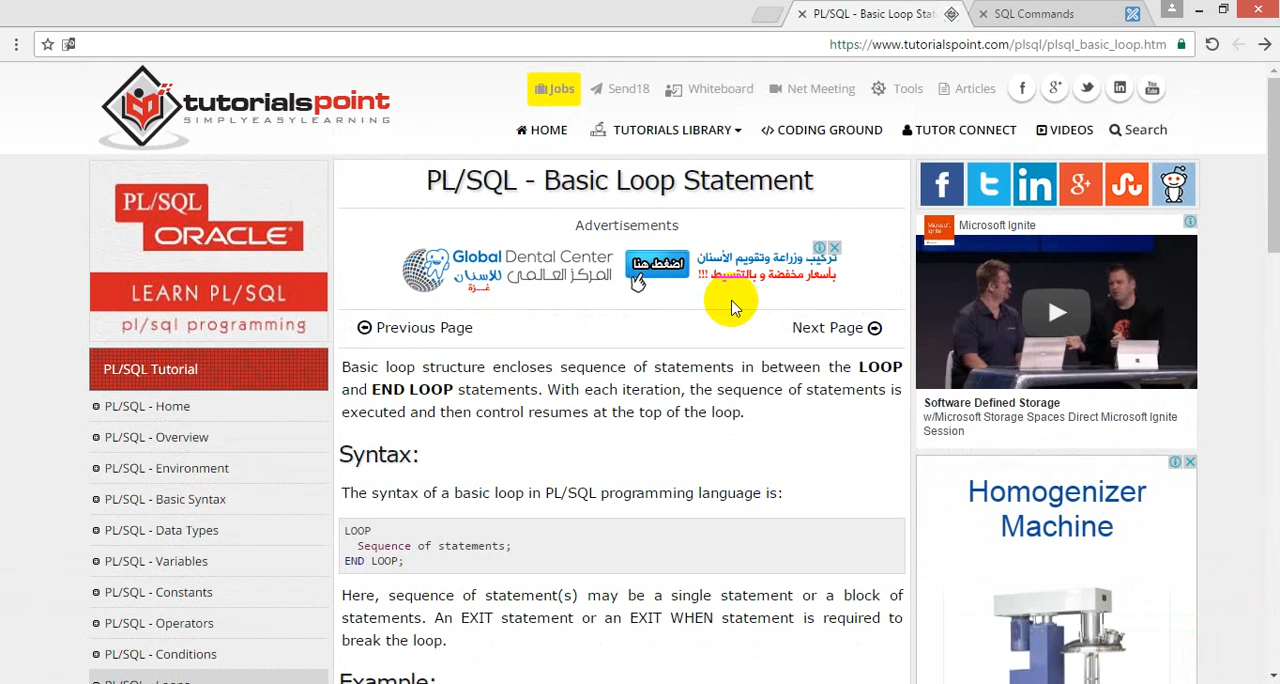 PL/SQL - Basic Loop Stat
SQL Commands
https://www.tutorialspoint.com/plsql/plsql_basic_loop.htm
tutorialspoint
SIMPLYEASYLEARNING
Jobs
Send18
Whiteboard
Net Meeting
Tools
Articles
HOME
TUTORIALS LIBRARY
CODING GROUND
TUTOR CONNECT
VIDEOS
Search
PL/SQL
ORACLE
LEARN PL/SQL
pl/sql programming
PL/SQL Tutorial
PL/SQL - Home
PL/SQL - Overview
PL/SQL - Environment
PL/SQL - Basic Syntax
PL/SQL - Data Types
PL/SQL - Variables
PL/SQL - Constants
PL/SQL - Operators
PL/SQL - Conditions
PL/SQL - Loops
PL/SQL - Basic Loop Statement
Advertisements
Global Dental Center
المركز العالمي للأسنان
غزة
اضغط هنا
تركيب وزراعة وتقويم الأسنان
بأسعار مخفضة و بالتقسيط !!!
Previous Page
Next Page
Basic loop structure encloses sequence of statements in between the LOOP
and END LOOP statements. With each iteration, the sequence of statements is
executed and then control resumes at the top of the loop.
Syntax:
The syntax of a basic loop in PL/SQL programming language is:
LOOP
Sequence of statements;
END LOOP;
Here, sequence of statement(s) may be a single statement or a block of
statements. An EXIT statement or an EXIT WHEN statement is required to
break the loop.
Example:
Microsoft Ignite
Software Defined Storage
w/Microsoft Storage Spaces Direct Microsoft Ignite
Session
Homogenizer
Machine